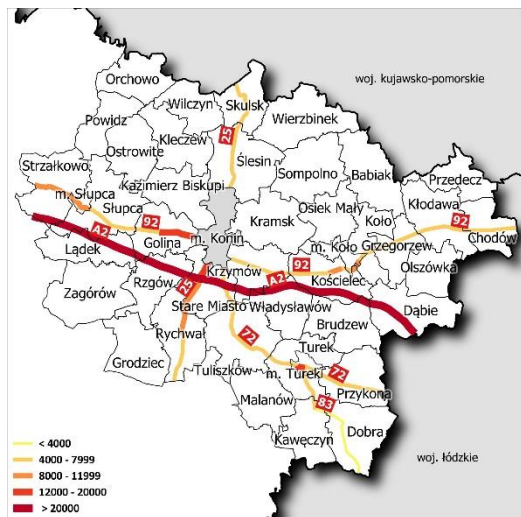 Orchowo
woj. kujawsko-pomorskie
Wilczyn
Skulsk
Powidz
Wierzbinek
Kleczew
25
Ostrowite
Ślesin
Strzałkowo
Sompolno
Babiak
Przedecz
Kazimierz Biskupi
m. Słupca
Słupca
Osiek Mały
Koło
Kłodawa
92
Kramsk
92
A2
Golina
m. Konin
m. Koło
Grzegorzew
Chodów
Lądek
Krzymów
92
Kościelec
Olszówka
A2
Rzgów
25
Zagórów
Stare Miasto
Władysławów
Dąbie
Rychwał
72
Brudzew
Turek
Grodziec
Tuliszków
m. Turek
72
Przykona
Malanów
83
Kawęczyn
Dobra
woj. łódzkie
< 4000
4000 - 7999
8000 - 11999
12000 - 20000
> 20000